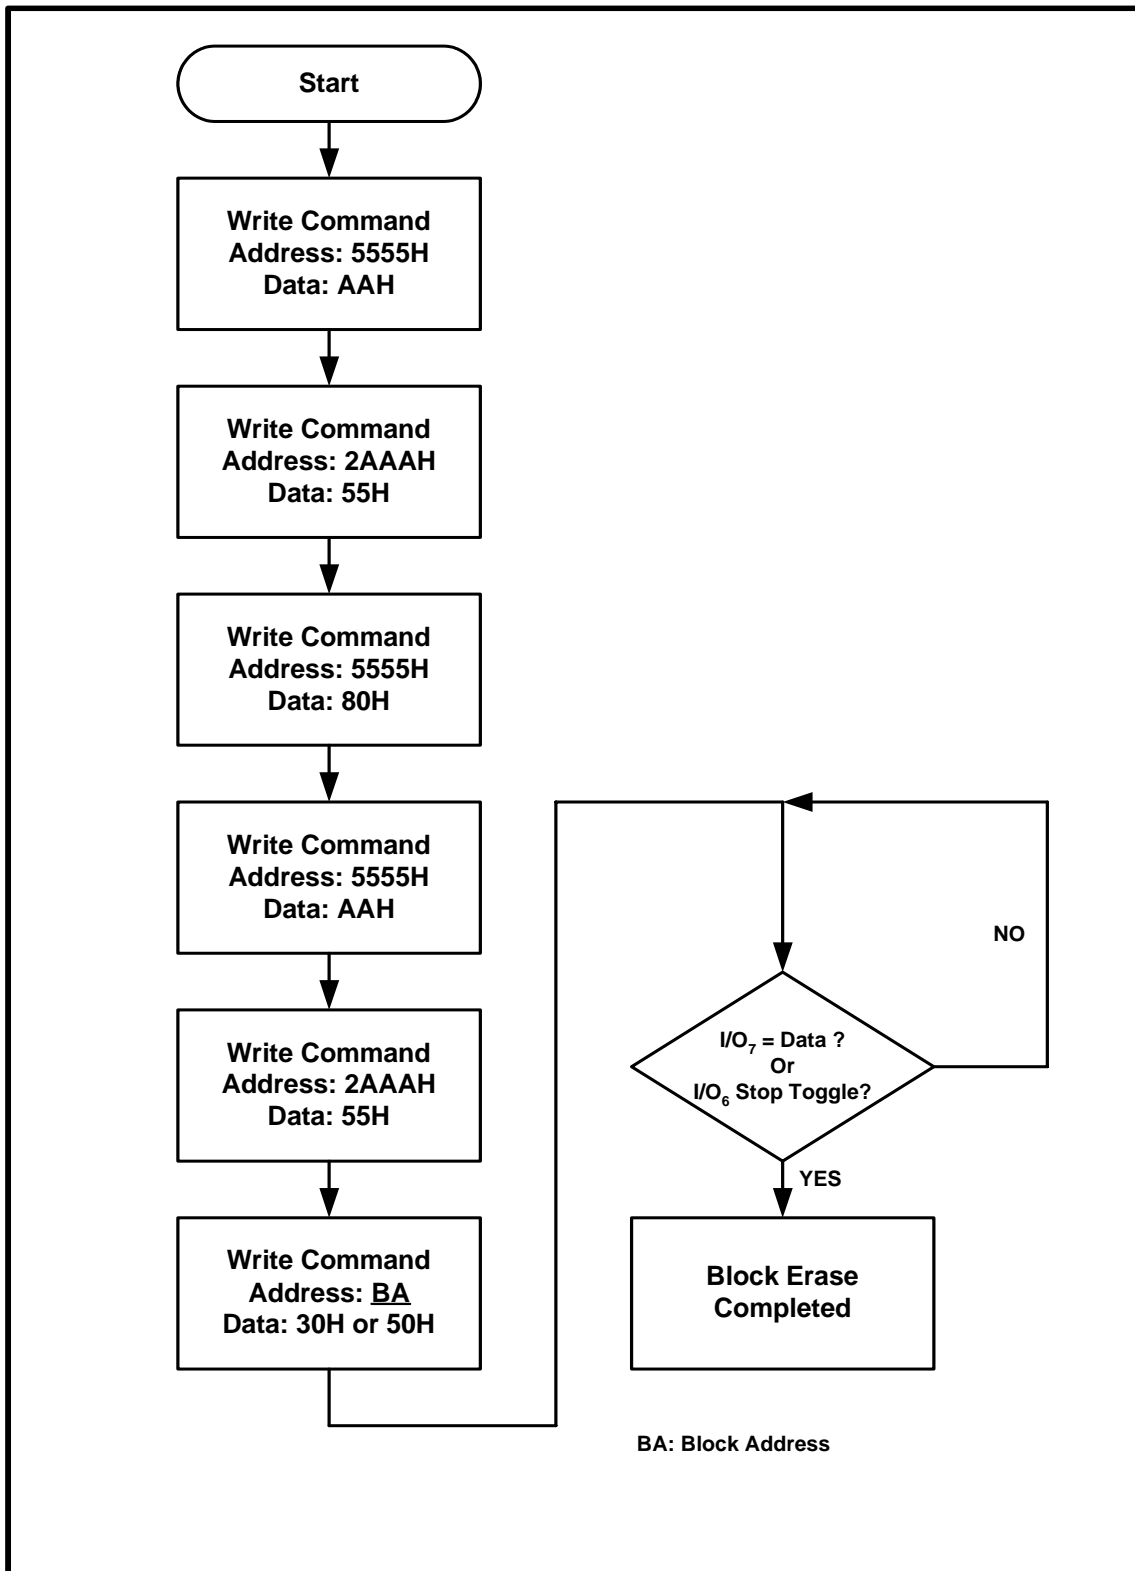 Start
Write Command
Address: 5555H
Data: AAH
Write Command
Address: 2AAAH
Data: 55H
Write Command
Address: 5555H
Data: 80H
Write Command
Address: 5555H
Data: AAH
Write Command
Address: 2AAAH
Data: 55H
Write Command
Address: BA
Data: 30H or 50H
NO
I/O7 = Data ?
Or
I/O6 Stop Toggle?
YES
Block Erase
Completed
BA: Block Address